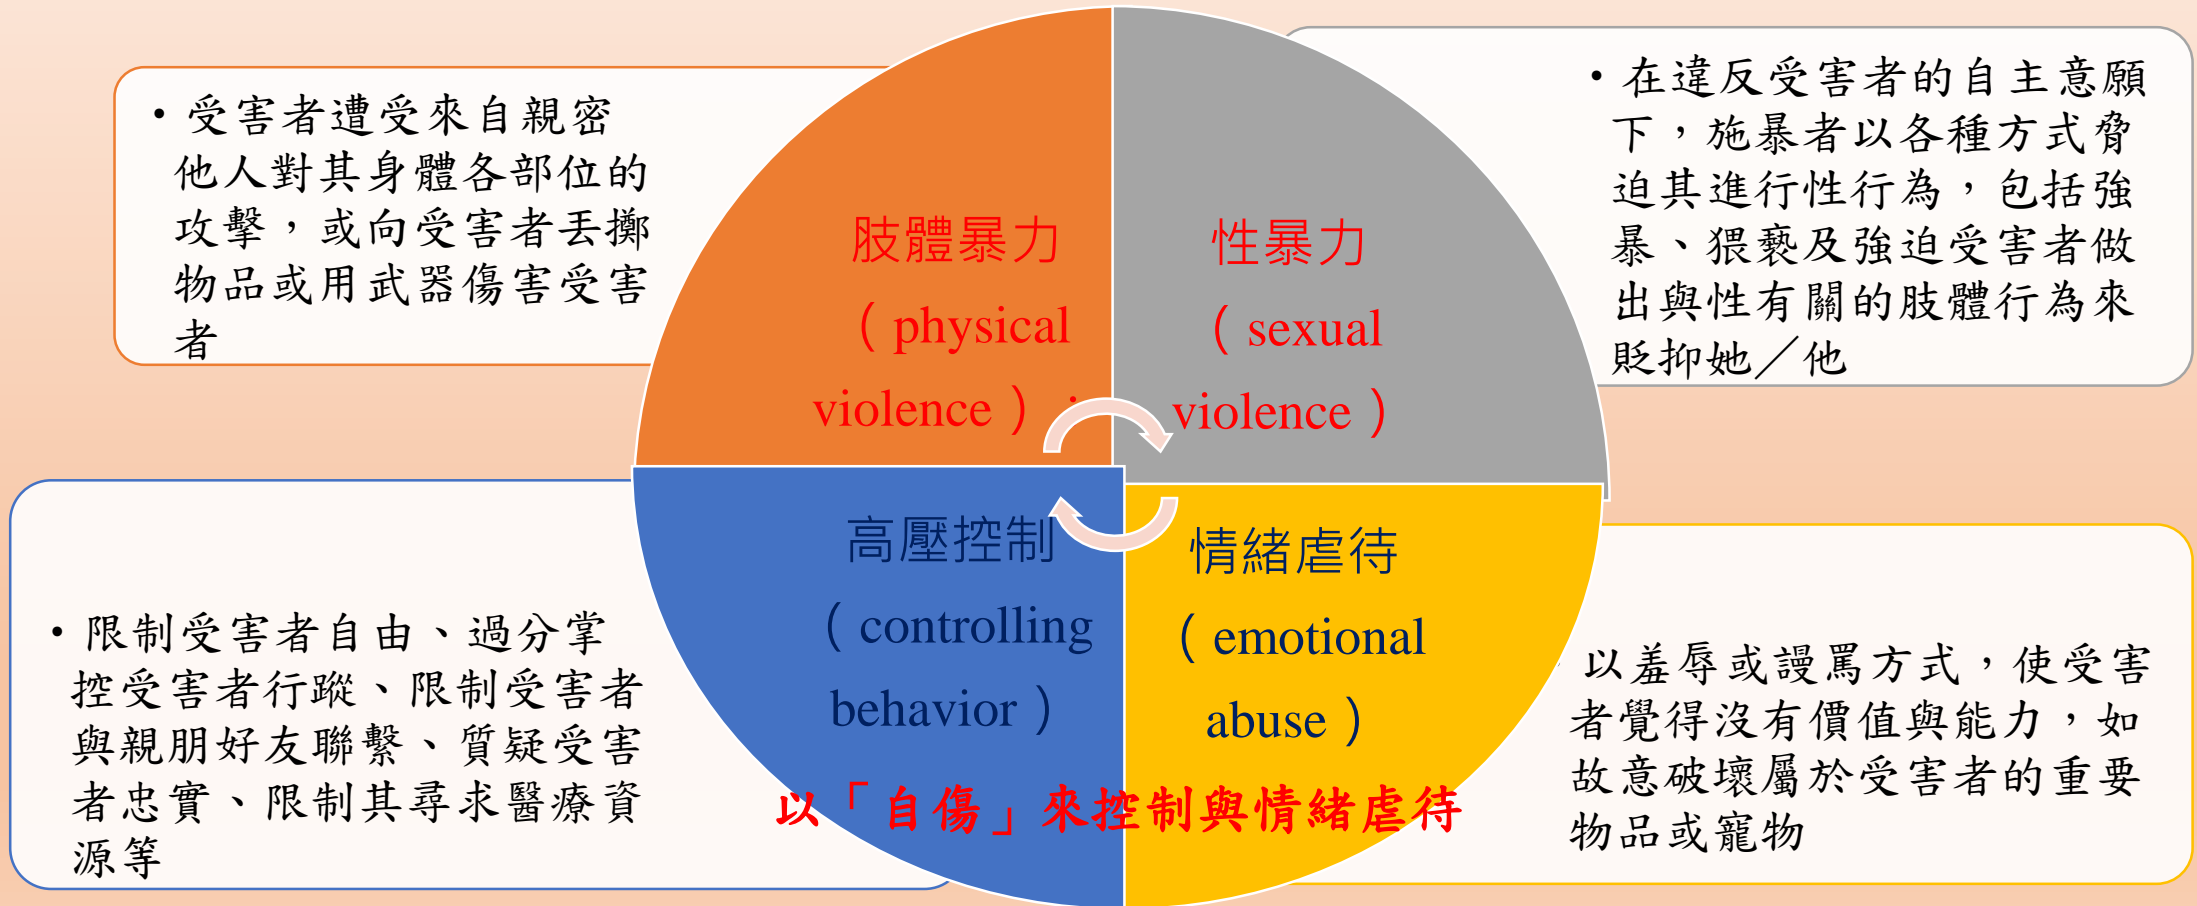 • 受害者遭受來自親密
他人對其身體各部位的
攻擊，或向受害者丟擲
物品或用武器傷害受害
者
肢體暴力
（physical
violence）：
性暴力
（sexual
violence）
• 在違反受害者的自主意願
下，施暴者以各種方式脅
迫其進行性行為，包括強
暴、猥褻及強迫受害者做
出與性有關的肢體行為來
貶抑她／他
• 限制受害者自由、過分掌
控受害者行蹤、限制受害者
與親朋好友聯繫、質疑受害
者忠實、限制其尋求醫療資
源等
高壓控制
（controlling
behavior）
情緒虐待
（emotional
abuse）
以「自傷」來控制與情緒虐待
• 以羞辱或謾罵方式，使受害
者覺得沒有價值與能力，如
故意破壞屬於受害者的重要
物品或寵物